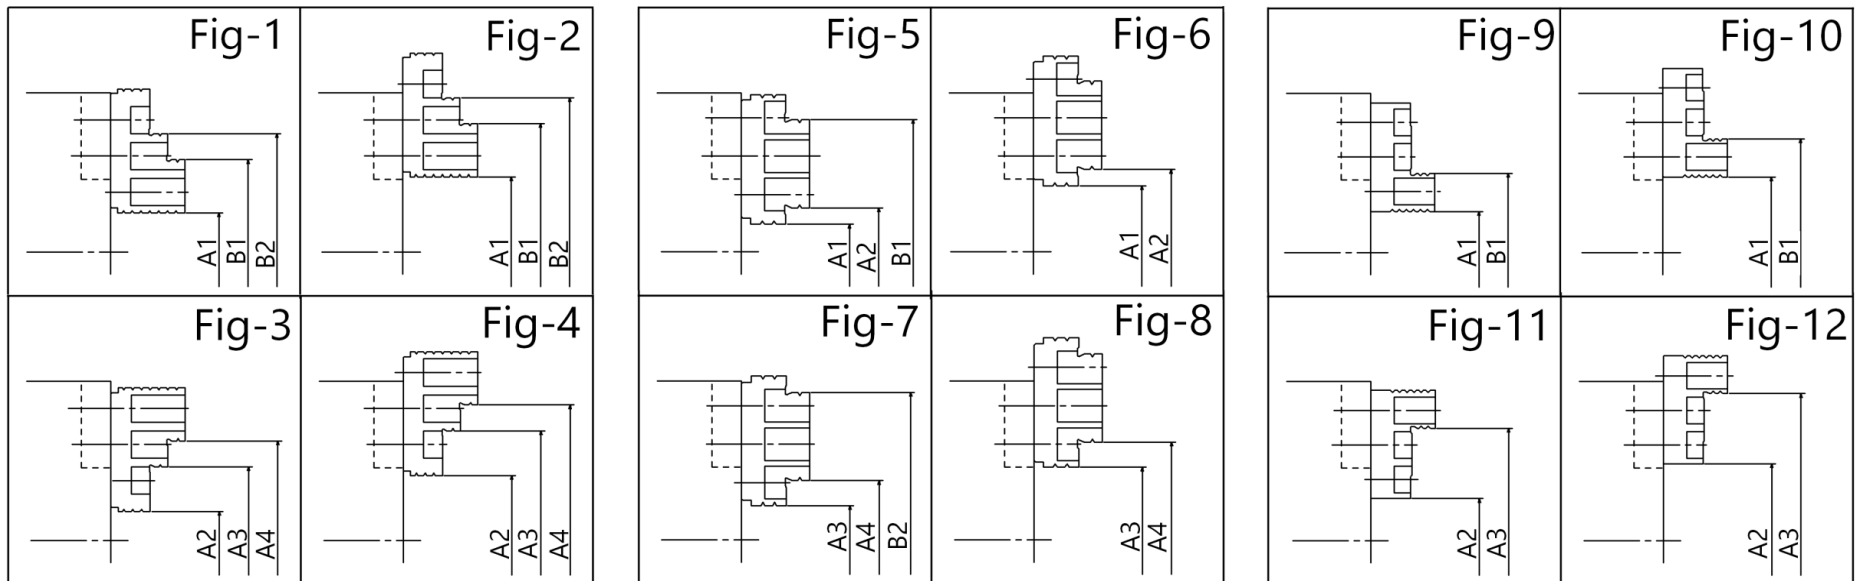 Fig-1
A1
B1
B2
Fig-2
A1
B1
B2
Fig-3
A2
A3
A4
Fig-4
A2
A3
A4
Fig-5
A1
A2
B1
Fig-6
A1
A2
Fig-7
A3
A4
B2
Fig-8
A3
A4
Fig-9
A1
B1
Fig-10
A1
B1
Fig-11
A2
A3
Fig-12
A2
A3